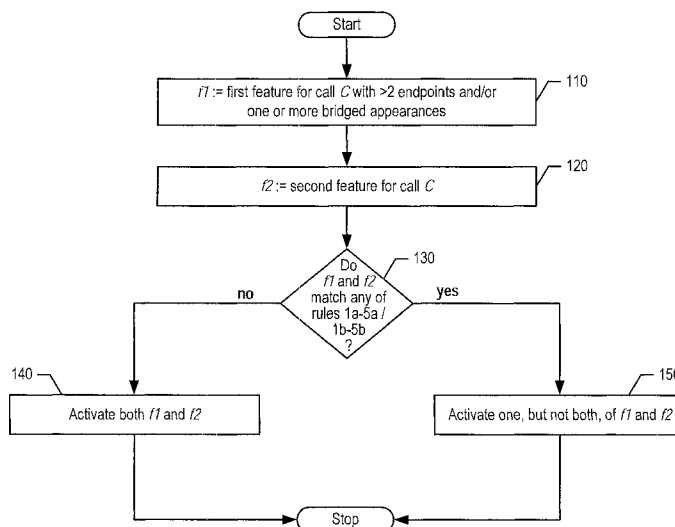 Start
f1 := first feature for call C with >2 endpoints and/or
one or more bridged appearances
110
f2 := second feature for call C
120
Do
f1 and f2
match any of
rules 1a-5a /
1b-5b
?
130
no
yes
140
Activate both f1 and f2
150
Activate one, but not both, of f1 and f2
Stop